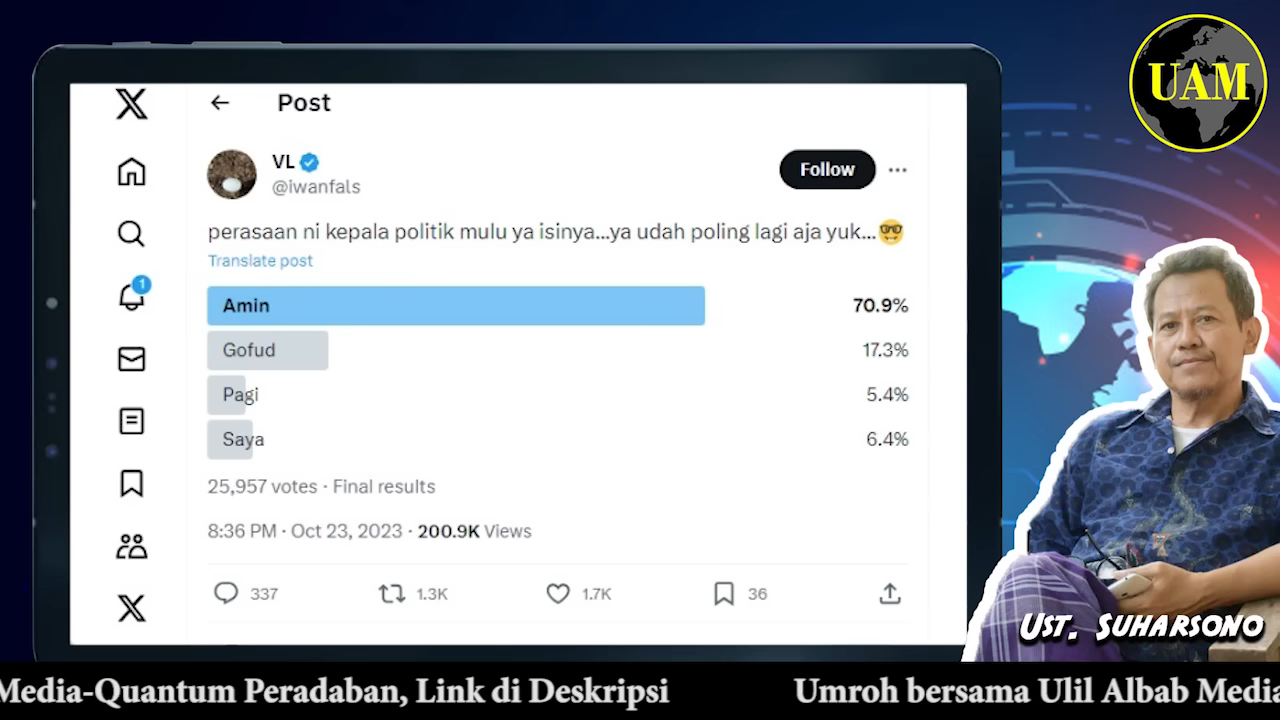 UAM
Post
VL
@iwanfals
Follow
perasaan ni kepala politik mulu ya isinya...ya udah poling lagi aja yuk...🤓
Translate post
Amin 70.9%
Gofud 17.3%
Pagi 5.4%
Saya 6.4%
25,957 votes · Final results
8:36 PM · Oct 23, 2023 · 200.9K Views
337 1.3K 1.7K 36
1
UST. SUHARSONO
Media-Quantum Peradaban, Link di Deskripsi Umroh bersama Ulil Albab Media